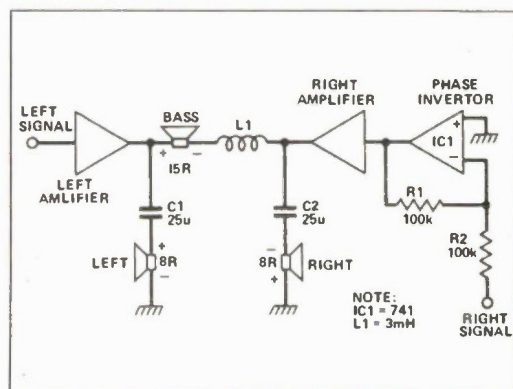 LEFT
SIGNAL
LEFT
AMLIFIER
BASS
+ −
15R
L1
C1
25u
+
LEFT 8R
−
RIGHT
AMPLIFIER
C2
25u
−
8R RIGHT
+
PHASE
INVERTOR
+
IC1
−
R1
100k
R2
100k
RIGHT
SIGNAL
NOTE:
IC1 = 741
L1 = 3mH